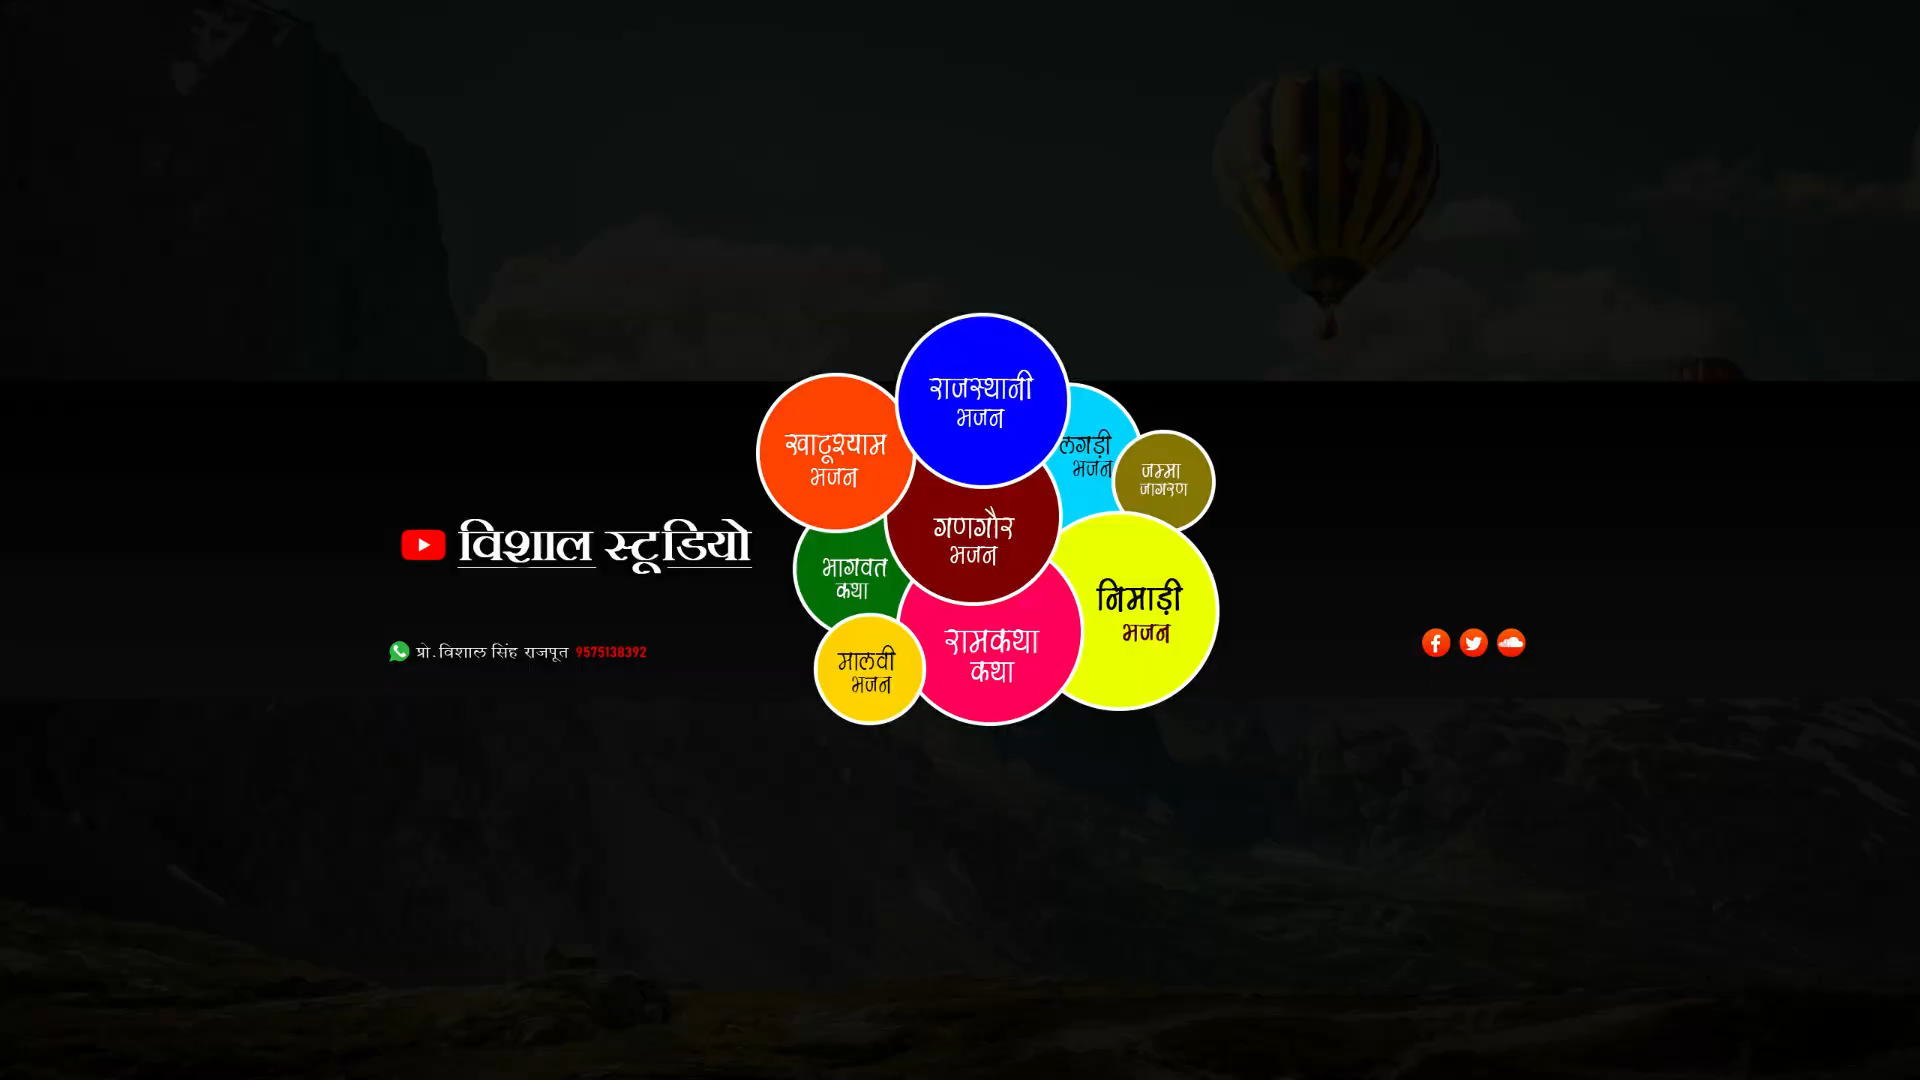 राजस्थानी
भजन
खाटूश्याम
भजन
लगड़ी
भजन
जम्मा
जागरण
गणगौर
भजन
विशाल स्टूडियो
भागवत
कथा
निमाड़ी
भजन
रामकथा
कथा
मालवी
भजन
प्रो. विशाल सिंह राजपूत 9575138392